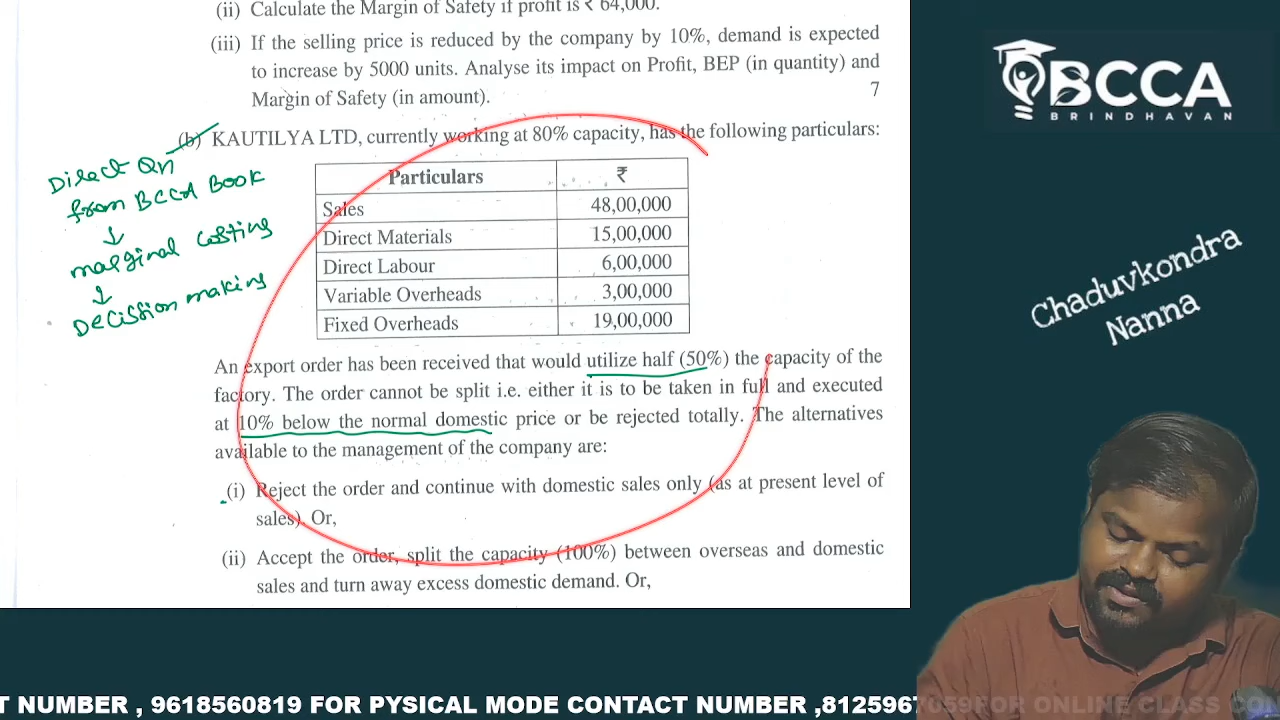 (ii) Calculate the Margin of Safety if profit is ₹ 64,000.
(iii) If the selling price is reduced by the company by 10%, demand is expected
to increase by 5000 units. Analyse its impact on Profit, BEP (in quantity) and
Margin of Safety (in amount).
7
(b) KAUTILYA LTD, currently working at 80% capacity, has the following particulars:
Particulars ₹
Sales 48,00,000
Direct Materials 15,00,000
Direct Labour 6,00,000
Variable Overheads 3,00,000
Fixed Overheads 19,00,000
An export order has been received that would utilize half (50%) the capacity of the
factory. The order cannot be split i.e. either it is to be taken in full and executed
at 10% below the normal domestic price or be rejected totally. The alternatives
available to the management of the company are:
(i) Reject the order and continue with domestic sales only (as at present level of
sales). Or,
(ii) Accept the order, split the capacity (100%) between overseas and domestic
sales and turn away excess domestic demand. Or,
Direct Qn
from BCCA Book
↓
marginal costing
↓
Decission making
BCCA
BRINDHAVAN
Chaduvkondra
Nanna
T NUMBER , 9618560819 FOR PYSICAL MODE CONTACT NUMBER ,8125967059FOR ONLINE CLASS CON